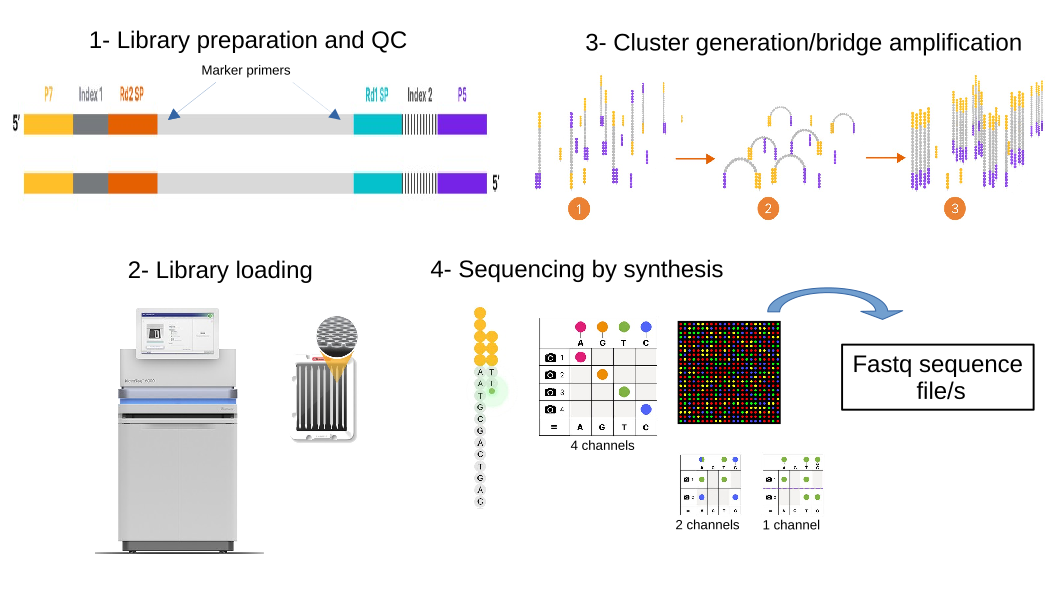 1- Library preparation and QC
Marker primers
P7 Index 1 Rd2 SP Rd1 SP Index 2 P5
5'
5'
3- Cluster generation/bridge amplification
1 2 3
2- Library loading
4- Sequencing by synthesis
A G T C
1
2
3
4
= A G T C
4 channels
A T
A T
T
G
C
G
A
C
T
G
A
C
2 channels
1 channel
Fastq sequence
file/s